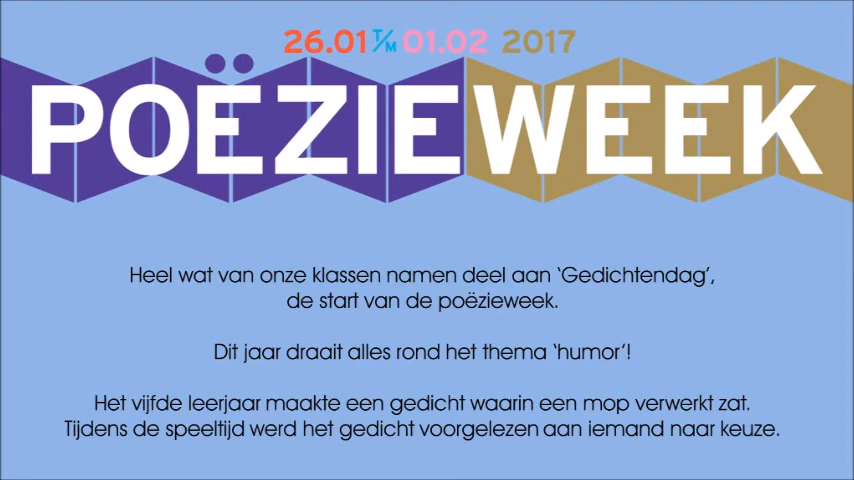 26.01 T/M 01.02 2017
POËZIEWEEK
Heel wat van onze klassen namen deel aan ‘Gedichtendag’,
de start van de poëzieweek.
Dit jaar draait alles rond het thema ‘humor’!
Het vijfde leerjaar maakte een gedicht waarin een mop verwerkt zat.
Tijdens de speeltijd werd het gedicht voorgelezen aan iemand naar keuze.